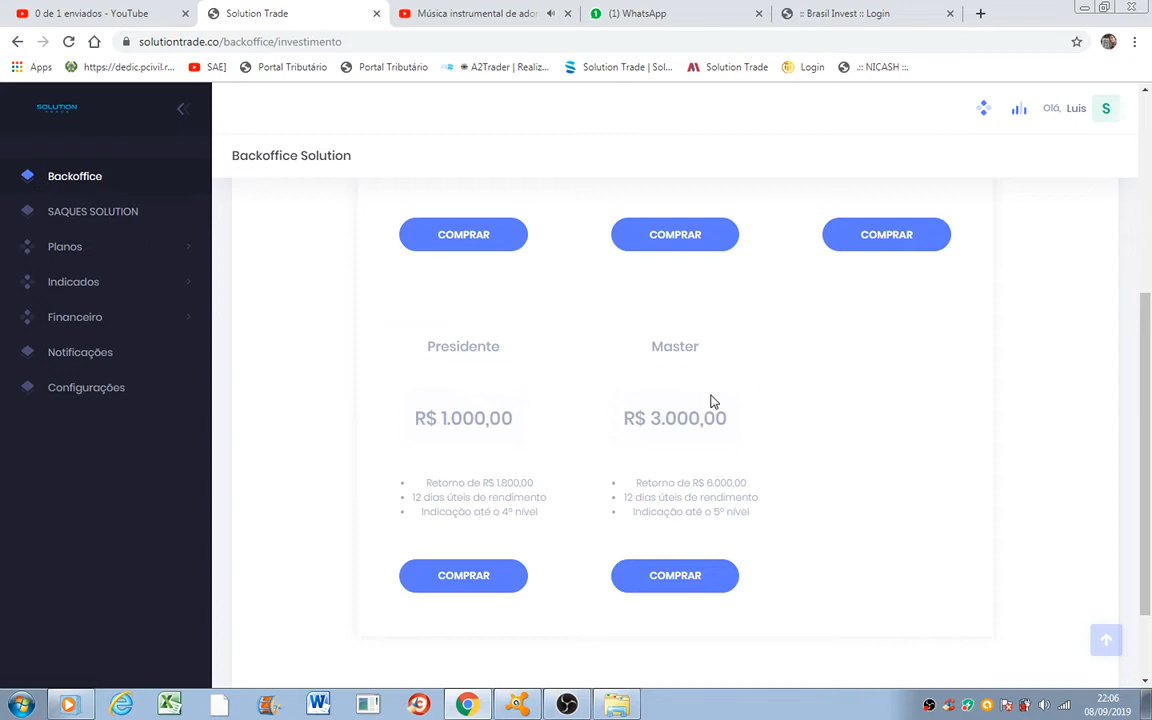 0 de 1 enviados - YouTube
Solution Trade
Música instrumental de ador
(1) WhatsApp
:: Brasil Invest :: Login
solutiontrade.co/backoffice/investimento
Apps
https://dedic.pcivil.r...
SAE]
Portal Tributário
Portal Tributário
A2Trader | Realiz...
Solution Trade | Sol...
Solution Trade
Login
.:: NICASH ::.
SOLUTION
TRADE
Olá, Luis
S
Backoffice Solution
Backoffice
SAQUES SOLUTION
Planos
Indicados
Financeiro
Notificações
Configurações
COMPRAR
COMPRAR
COMPRAR
Presidente
Master
R$ 1.000,00
R$ 3.000,00
• Retorno de R$ 1.800,00
• 12 dias úteis de rendimento
• Indicação até o 4º nível
• Retorno de R$ 6.000,00
• 12 dias úteis de rendimento
• Indicação até o 5º nível
COMPRAR
COMPRAR
22:06
08/09/2019